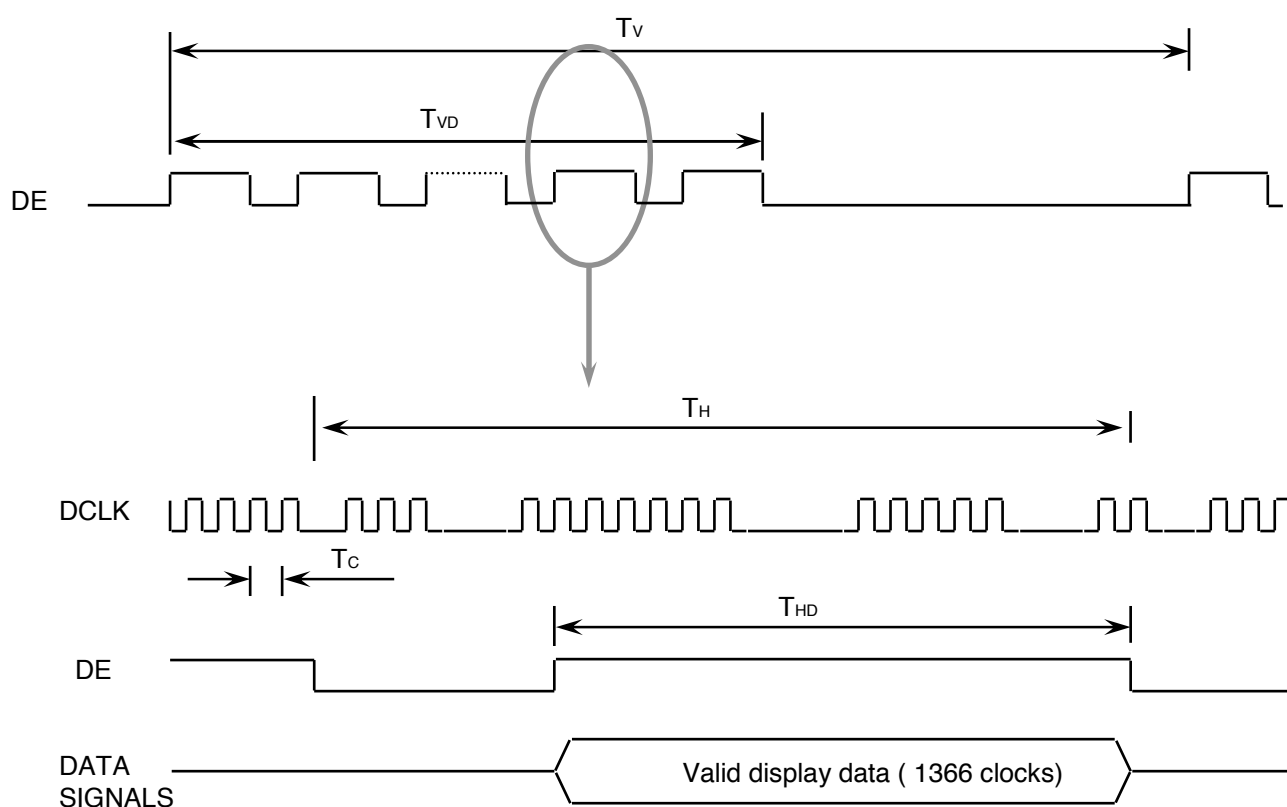 TV
TVD
DE
TH
DCLK
TC
THD
DE
DATA
SIGNALS
Valid display data ( 1366 clocks)